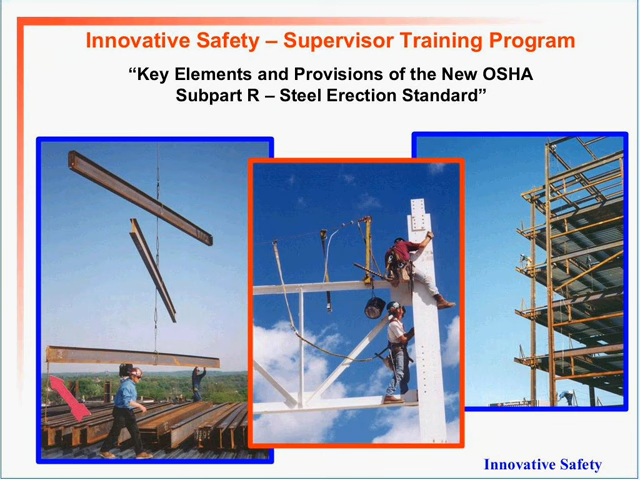 Innovative Safety – Supervisor Training Program
“Key Elements and Provisions of the New OSHA
Subpart R – Steel Erection Standard”
Innovative Safety